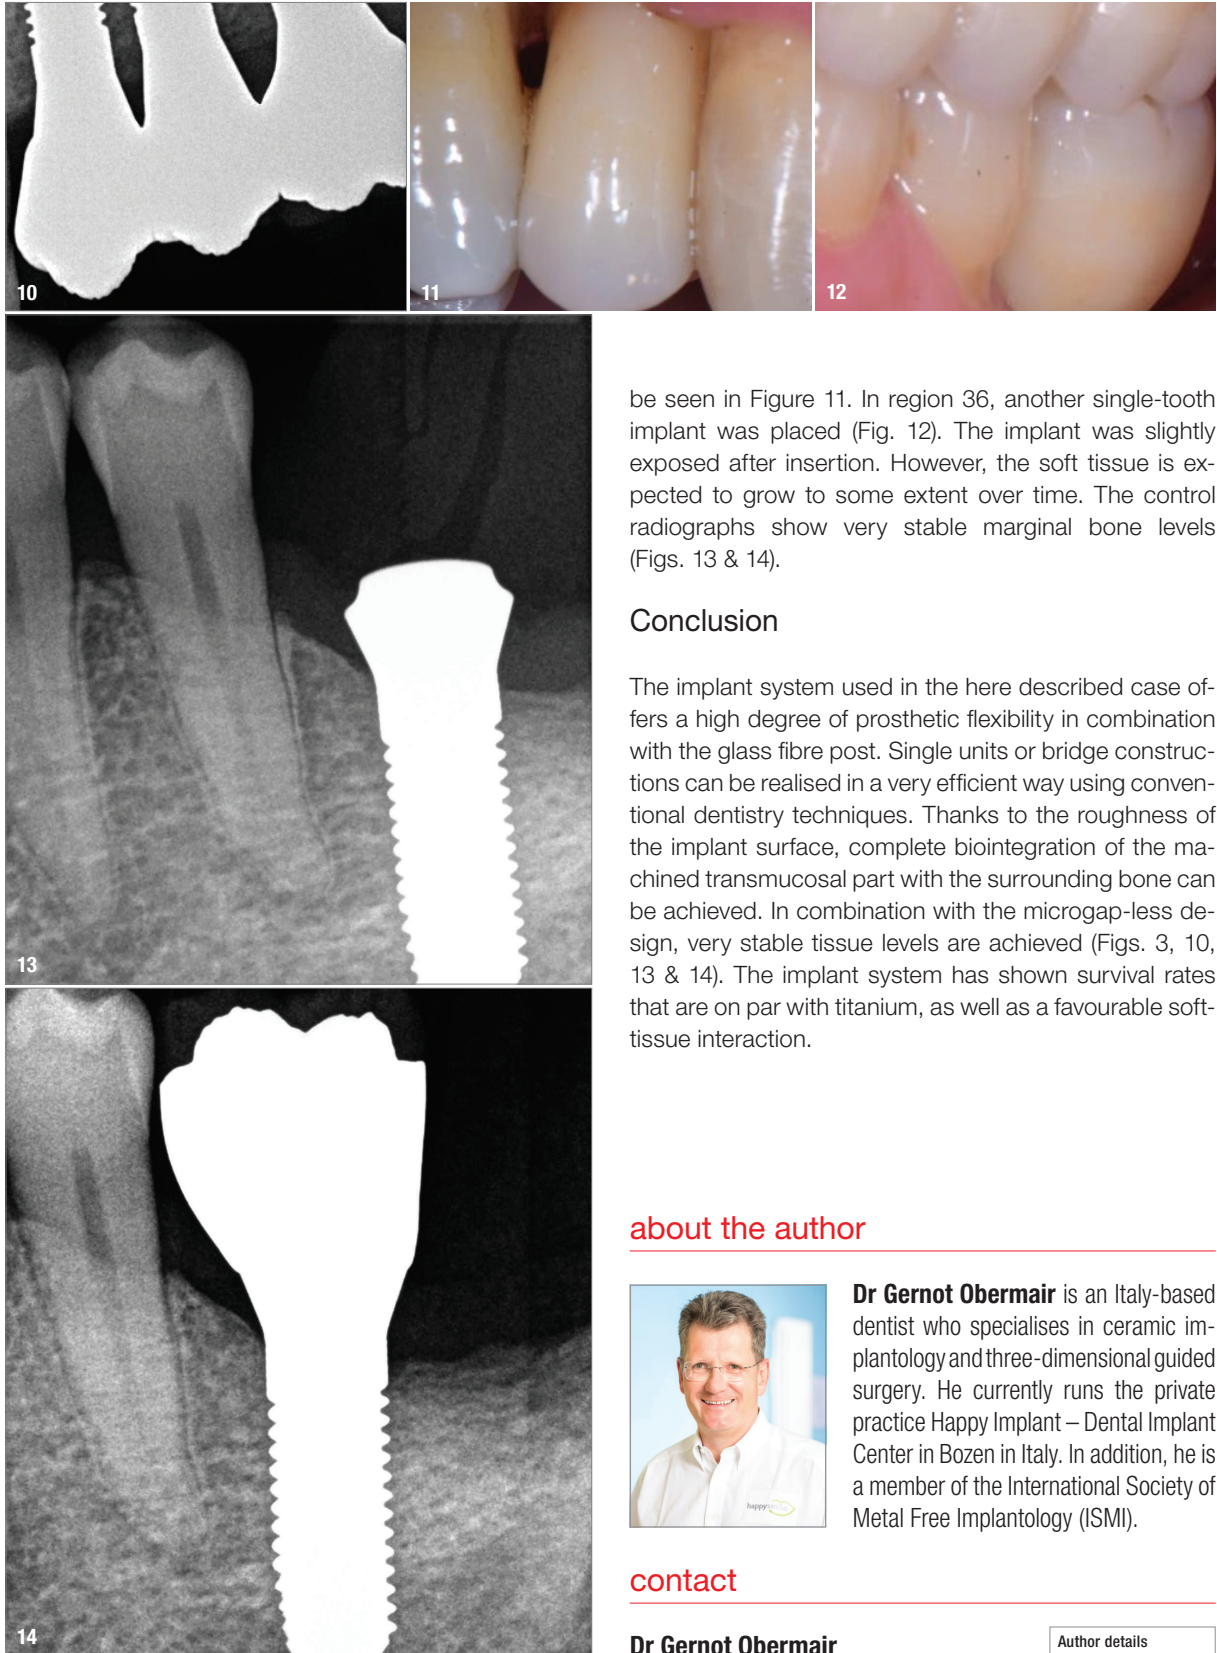 10
11
12
13
14
be seen in Figure 11. In region 36, another single-tooth
implant was placed (Fig. 12). The implant was slightly
exposed after insertion. However, the soft tissue is ex-
pected to grow to some extent over time. The control
radiographs show very stable marginal bone levels
(Figs. 13 & 14).
Conclusion
The implant system used in the here described case of-
fers a high degree of prosthetic flexibility in combination
with the glass fibre post. Single units or bridge construc-
tions can be realised in a very efficient way using conven-
tional dentistry techniques. Thanks to the roughness of
the implant surface, complete biointegration of the ma-
chined transmucosal part with the surrounding bone can
be achieved. In combination with the microgap-less de-
sign, very stable tissue levels are achieved (Figs. 3, 10,
13 & 14). The implant system has shown survival rates
that are on par with titanium, as well as a favourable soft-
tissue interaction.
about the author
Dr Gernot Obermair is an Italy-based
dentist who specialises in ceramic im-
plantology and three-dimensional guided
surgery. He currently runs the private
practice Happy Implant – Dental Implant
Center in Bozen in Italy. In addition, he is
a member of the International Society of
Metal Free Implantology (ISMI).
happy
contact
Dr Gernot Obermair
Author details